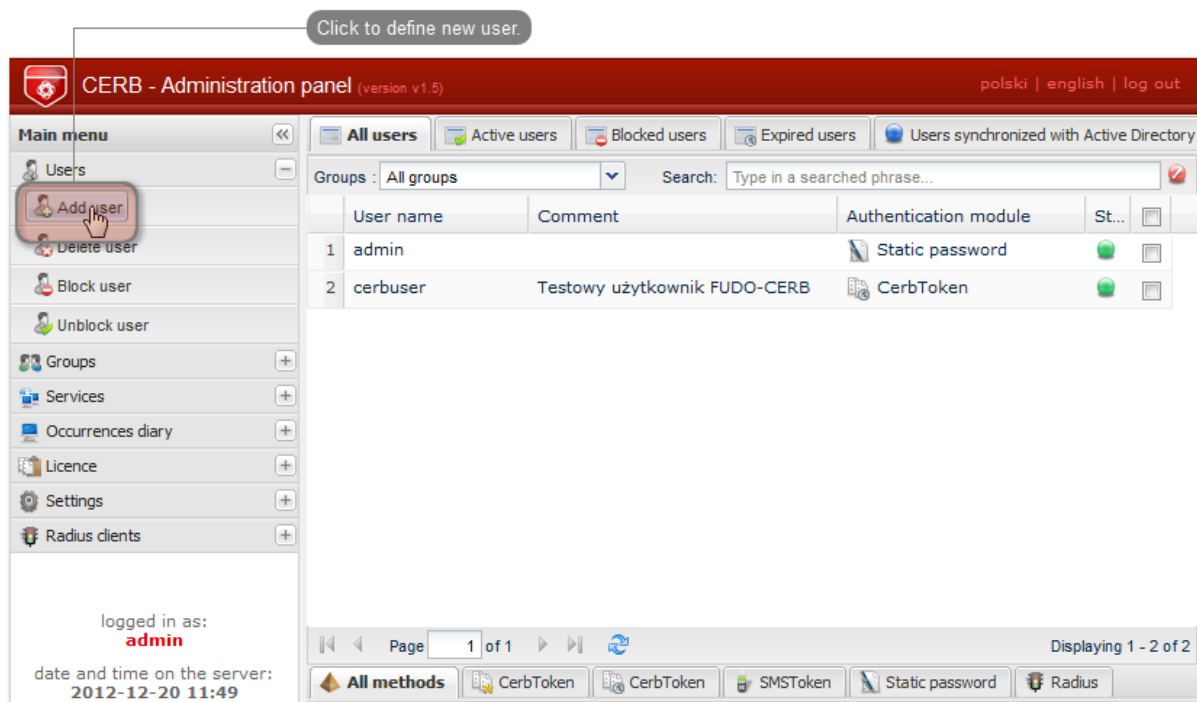 Click to define new user.
CERB - Administration panel (version v1.5)
polski | english | log out
Main menu
All users
Active users
Blocked users
Expired users
Users synchronized with Active Directory
Users
Groups : All groups
Search: Type in a searched phrase...
Add user
User name
Comment
Authentication module
St...
Delete user
1 admin Static password
Block user
2 cerbuser Testowy użytkownik FUDO-CERB CerbToken
Unblock user
Groups
Services
Occurrences diary
Licence
Settings
Radius clients
logged in as:
admin
date and time on the server:
2012-12-20 11:49
Page 1 of 1
Displaying 1 - 2 of 2
All methods
CerbToken
CerbToken
SMSToken
Static password
Radius